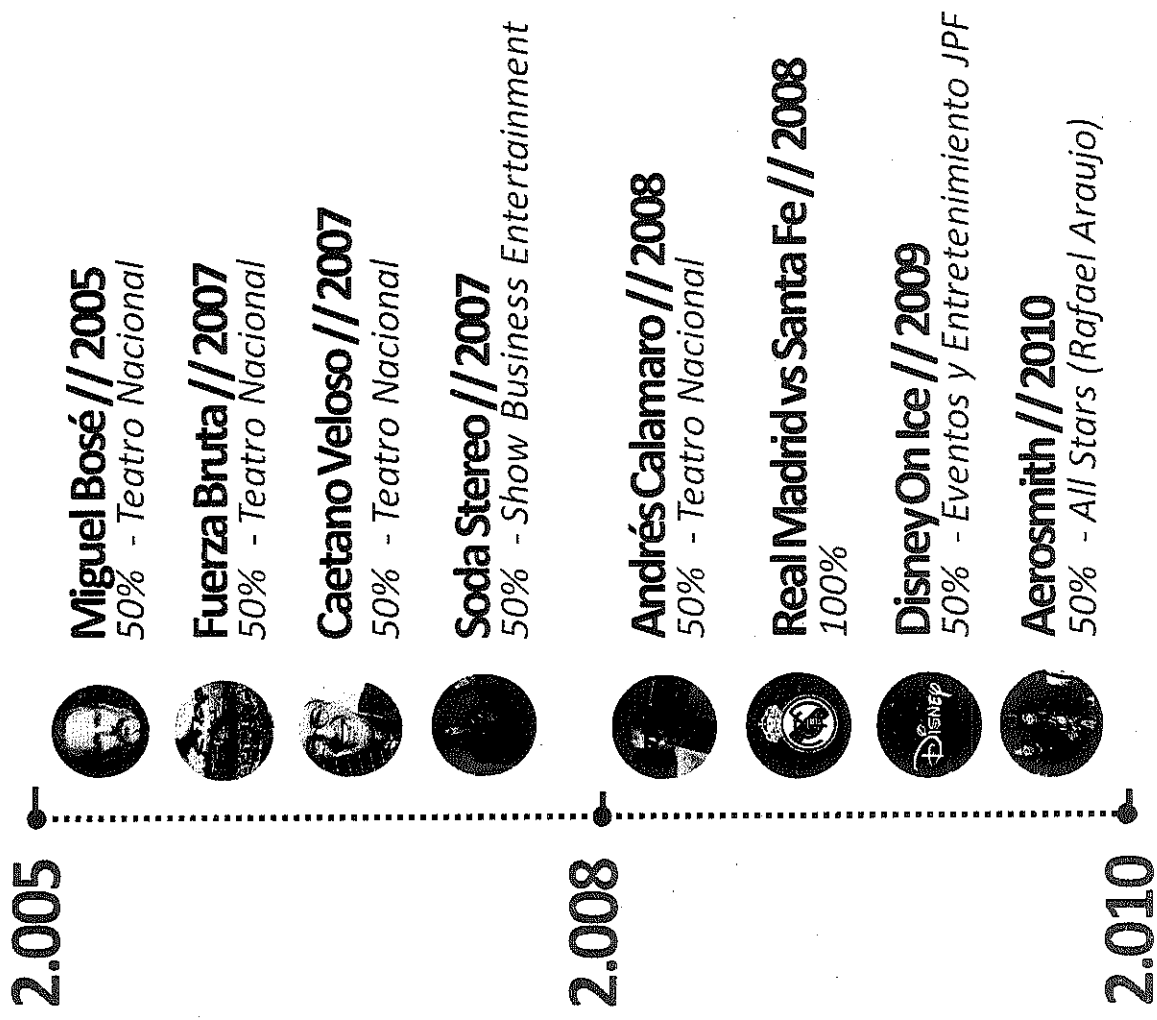 2.005
Miguel Bosé // 2005
50% - Teatro Nacional
Fuerza Bruta // 2007
50% - Teatro Nacional
Caetano Veloso // 2007
50% - Teatro Nacional
Soda Stereo // 2007
50% - Show Business Entertainment
2.008
Andrés Calamaro // 2008
50% - Teatro Nacional
Real Madrid vs Santa Fe // 2008
100%
Disney
Disney On Ice // 2009
50% - Eventos y Entretenimiento JPF
Aerosmith // 2010
50% - All Stars (Rafael Araujo)
2.010